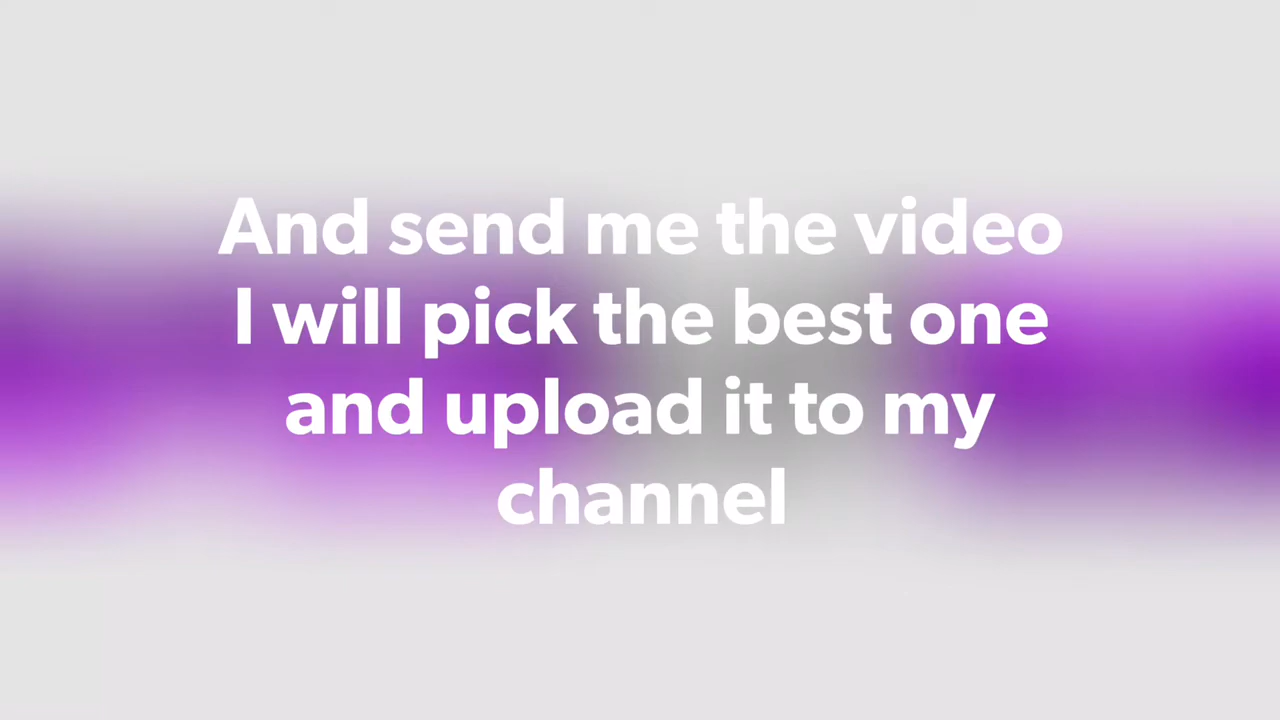 And send me the video
I will pick the best one
and upload it to my
channel